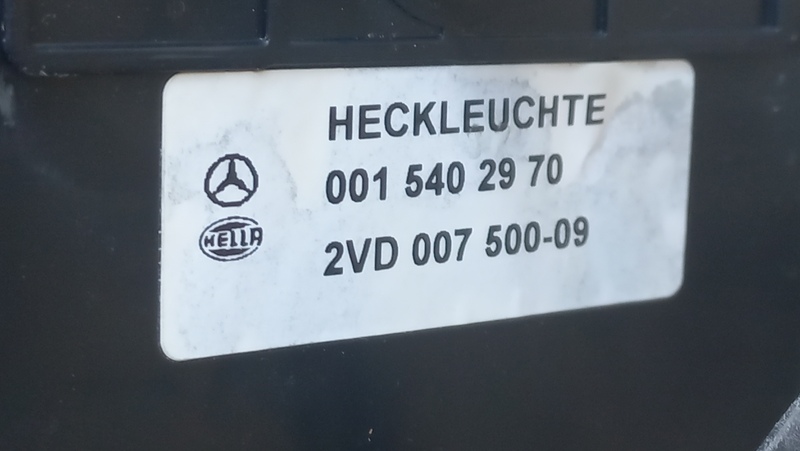 HECKLEUCHTE
001 540 29 70
HELLA
2VD 007 500-09